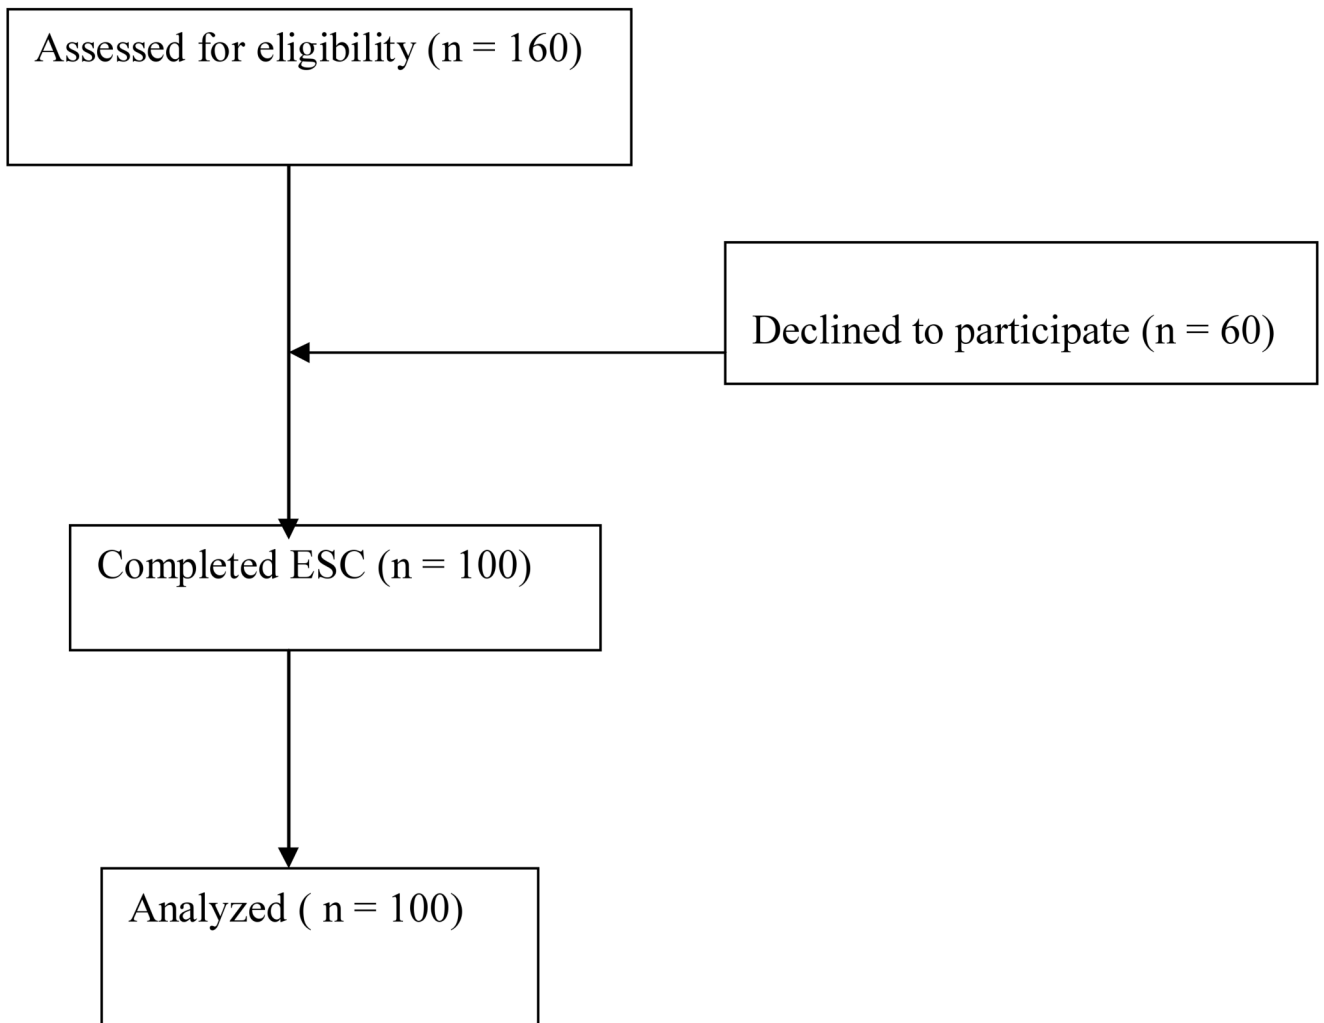 Assessed for eligibility (n = 160)
Declined to participate (n = 60)
Completed ESC (n = 100)
Analyzed ( n = 100)